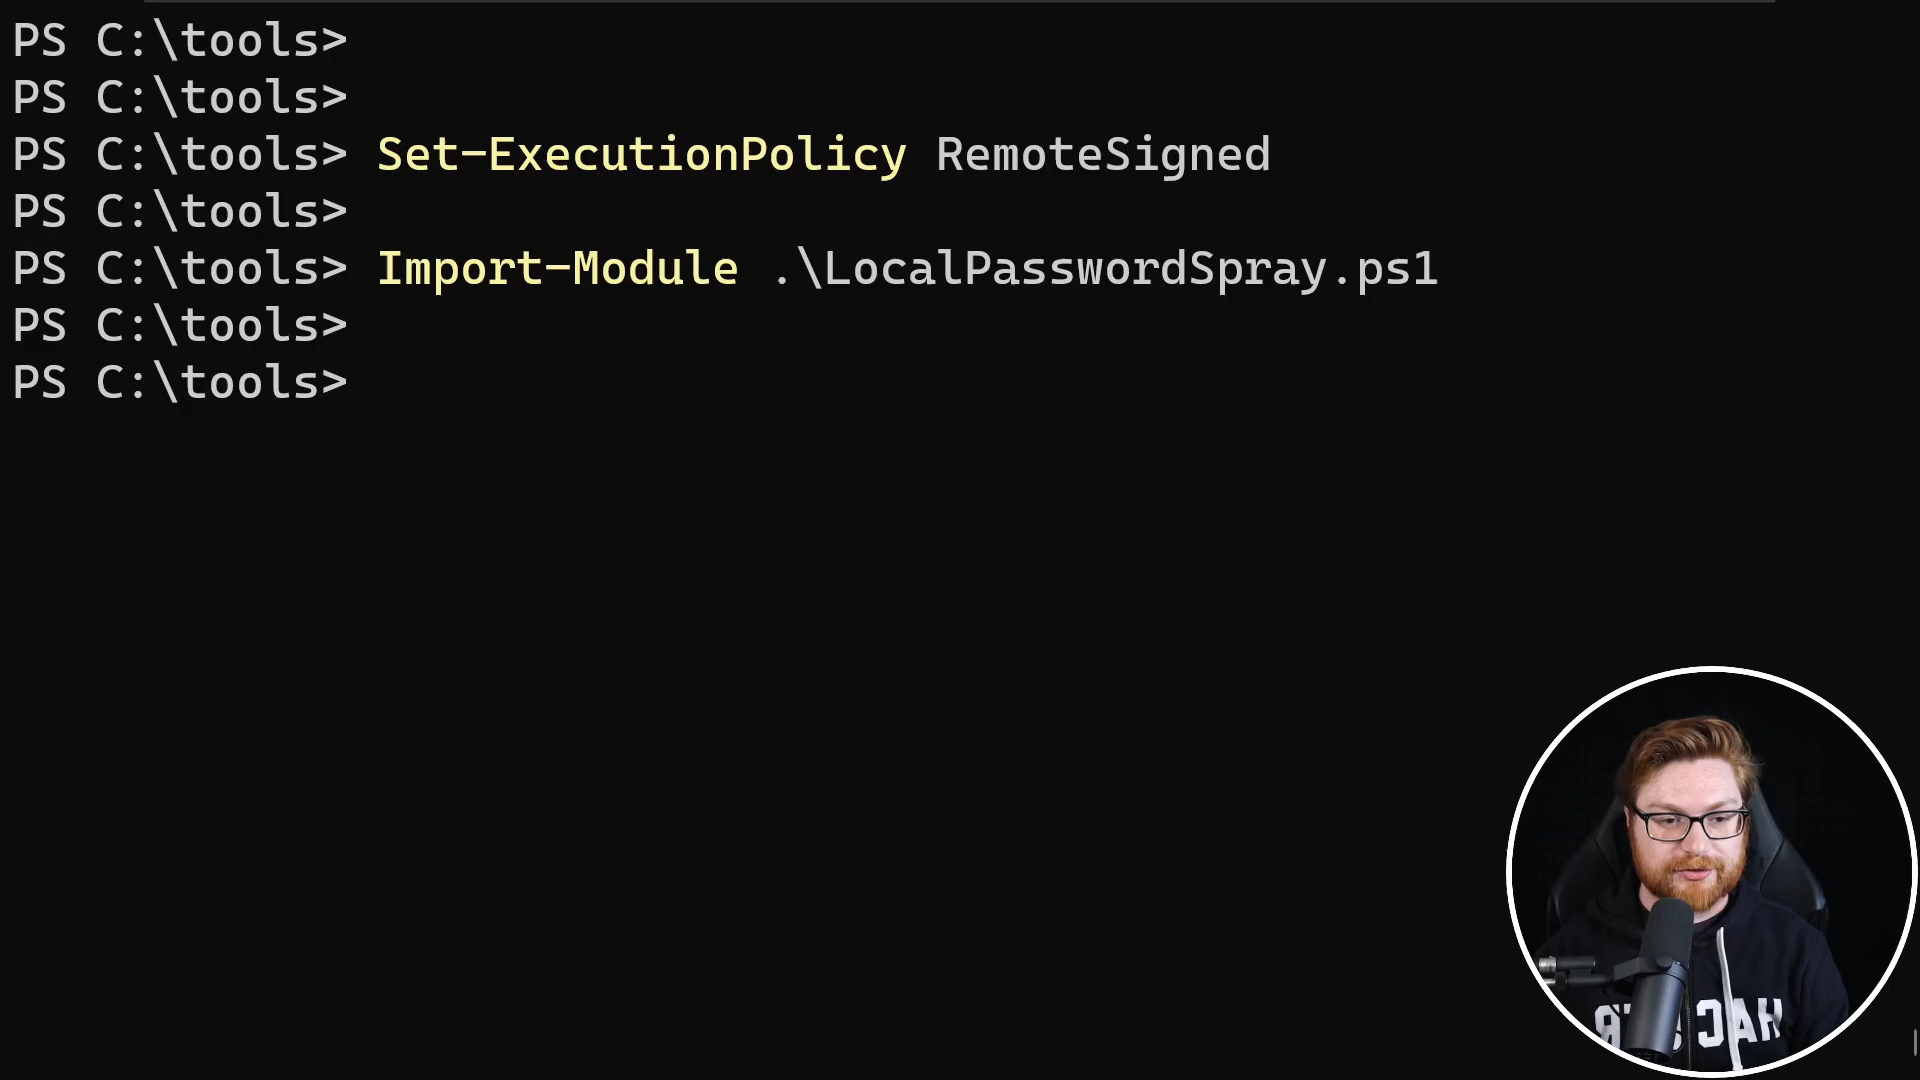 PS C:\tools>
PS C:\tools>
PS C:\tools> Set-ExecutionPolicy RemoteSigned
PS C:\tools>
PS C:\tools> Import-Module .\LocalPasswordSpray.ps1
PS C:\tools>
PS C:\tools>